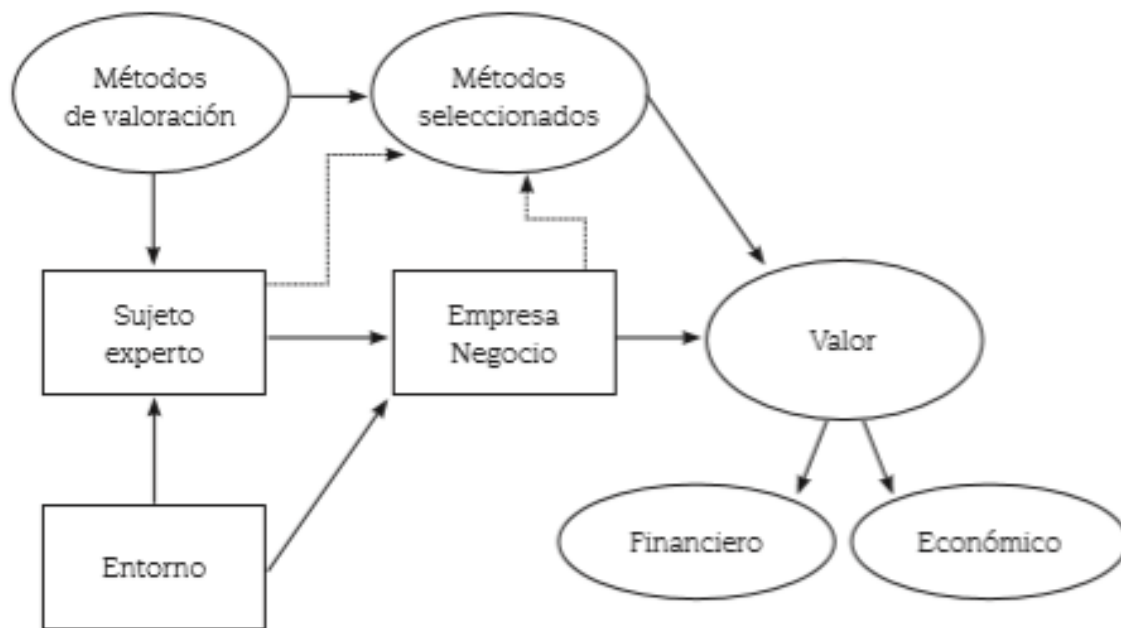 Métodos
de valoración
Métodos
seleccionados
Sujeto
experto
Empresa
Negocio
Valor
Entorno
Financiero
Económico